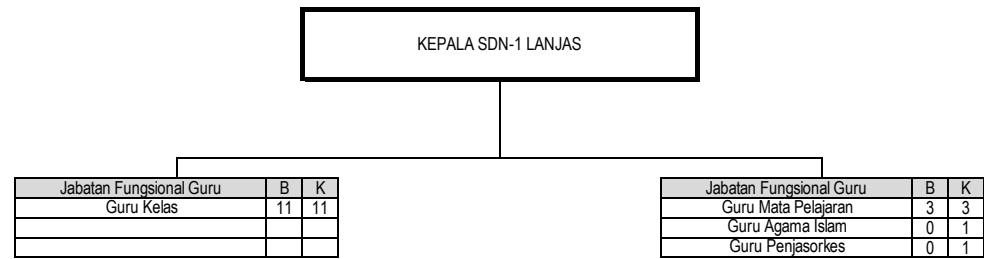 KEPALA SDN-1 LANJAS
Jabatan Fungsional Guru B K
Guru Kelas 11 11
Jabatan Fungsional Guru B K
Guru Mata Pelajaran 3 3
Guru Agama Islam 0 1
Guru Penjasorkes 0 1